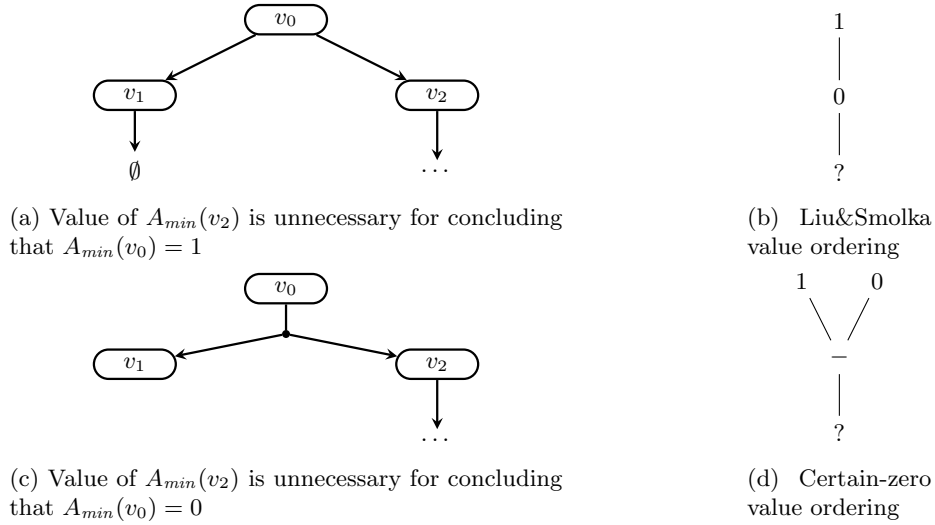 v₀
v₁ v₂
∅ ···
(a) Value of Aₘᵢₙ(v₂) is unnecessary for concluding
that Aₘᵢₙ(v₀) = 1
1
0
?
(b) Liu&Smolka
value ordering
v₀
v₁ v₂
···
(c) Value of Aₘᵢₙ(v₂) is unnecessary for concluding
that Aₘᵢₙ(v₀) = 0
1 0
−
?
(d) Certain-zero
value ordering